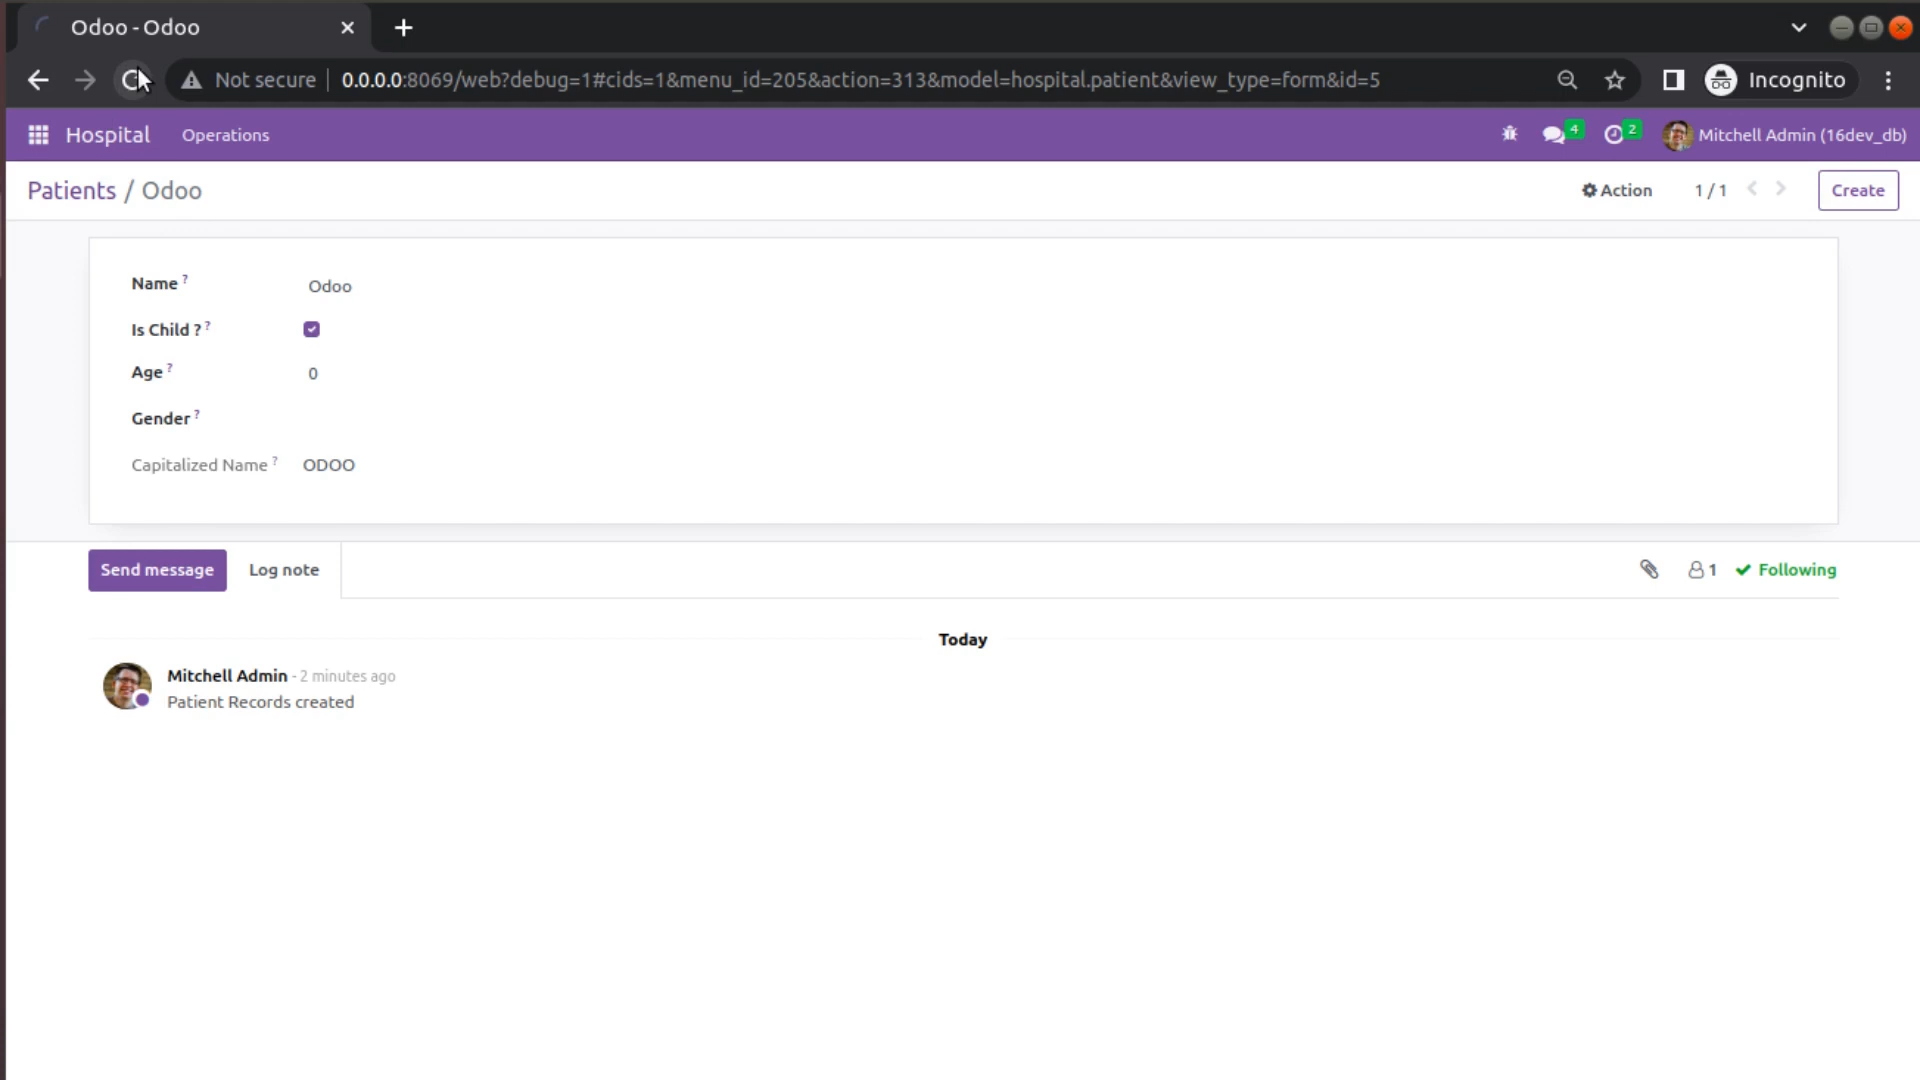 Odoo - Odoo
Not secure 0.0.0.0:8069/web?debug=1#cids=1&menu_id=205&action=313&model=hospital.patient&view_type=form&id=5 Incognito
Hospital Operations 4 2 Mitchell Admin (16dev_db)
Patients / Odoo Action 1 / 1 Create
Name ? Odoo
Is Child ? ?
Age ? 0
Gender ?
Capitalized Name ? ODOO
Send message Log note 1 Following
Today
Mitchell Admin - 2 minutes ago
Patient Records created